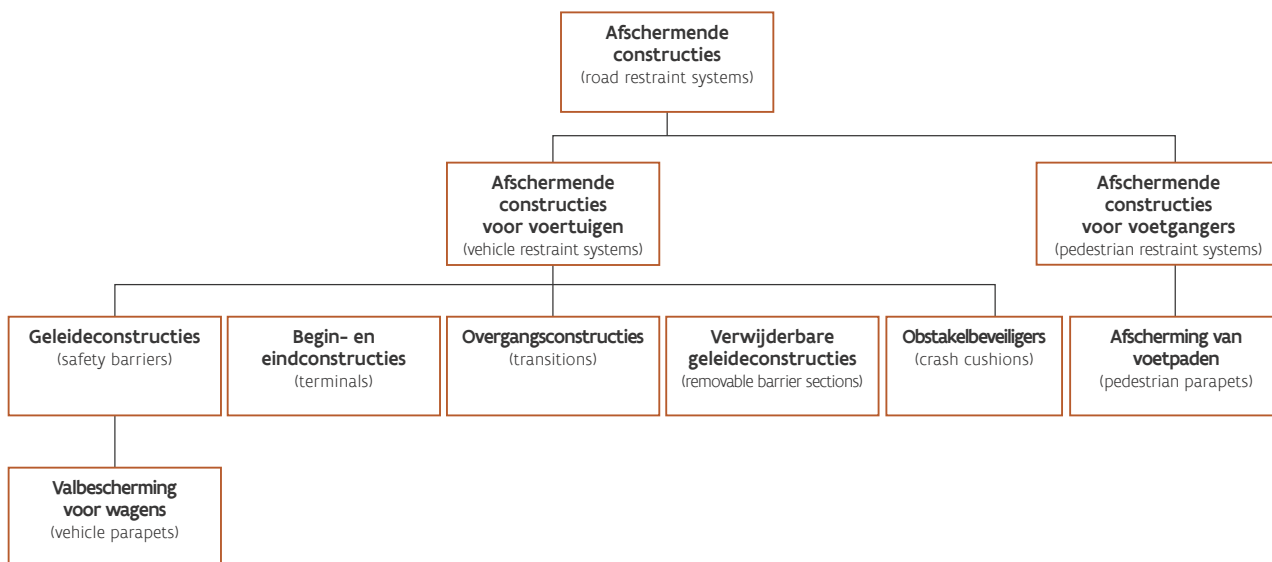 Afschermende
constructies
(road restraint systems)
Afschermende
constructies
voor voertuigen
(vehicle restraint systems)
Afschermende
constructies
voor voetgangers
(pedestrian restraint systems)
Geleideconstructies
(safety barriers)
Begin- en
eindconstructies
(terminals)
Overgangsconstructies
(transitions)
Verwijderbare
geleideconstructies
(removable barrier sections)
Obstakelbeveiligers
(crash cushions)
Afscherming van
voetpaden
(pedestrian parapets)
Valbescherming
voor wagens
(vehicle parapets)